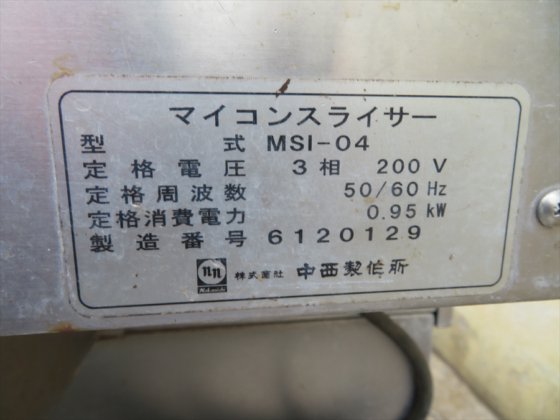 マイコンスライサー
型式 MSI-04
定格電圧 3相 200V
定格周波数 50/60Hz
定格消費電力 0.95kW
製造番号 6120129
株式會社 中西製作所